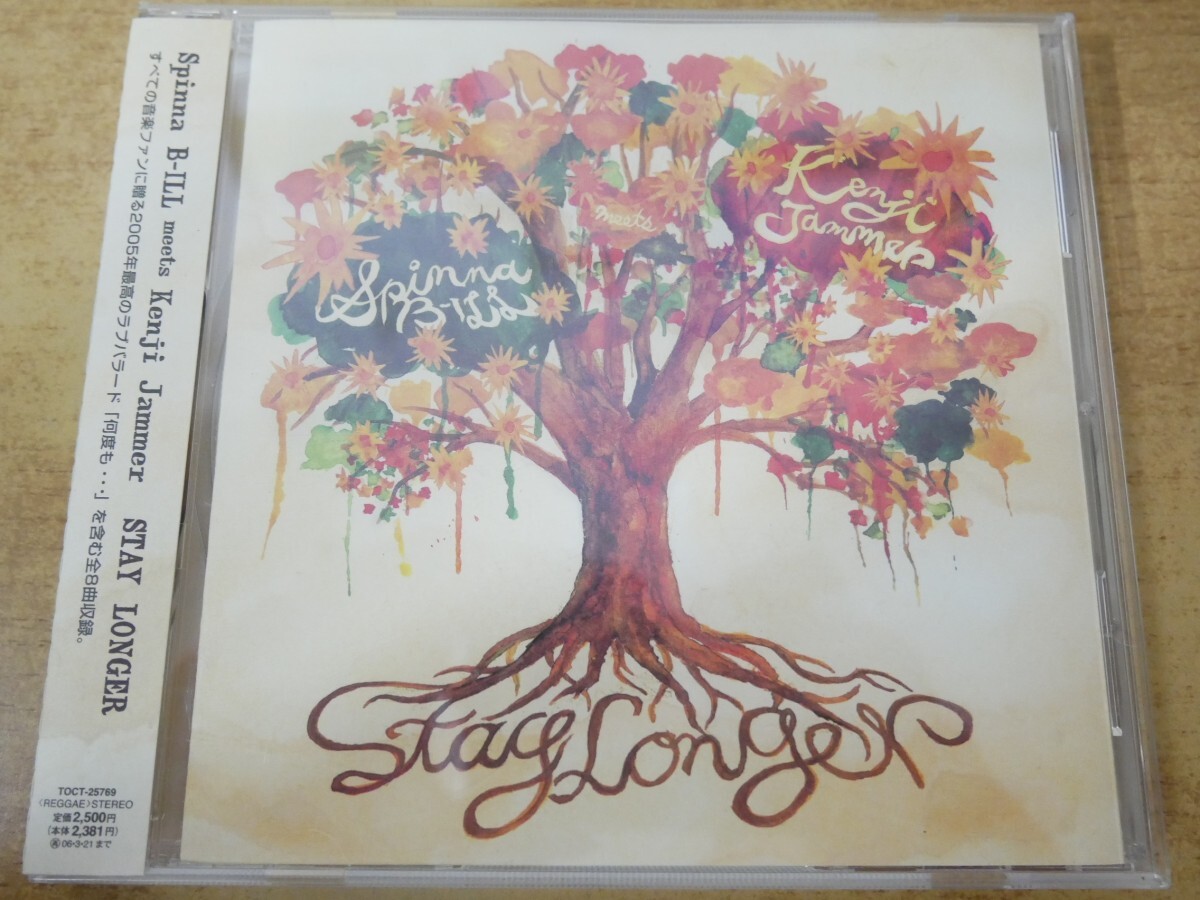 Spinna B-ILL meets Kenji Jammer STAY LONGER
すべての音楽ファンに贈る2005年最高のラブバラード「何度も・・・」を含む全8曲収録。
TOCT-25769
〈REGGAE〉STEREO
定価2,500円
(本体2,381円)
Ⓐ06・3・21まで
Spinna
B-ILL
meets
Kenji
Jammer
Stay Longer